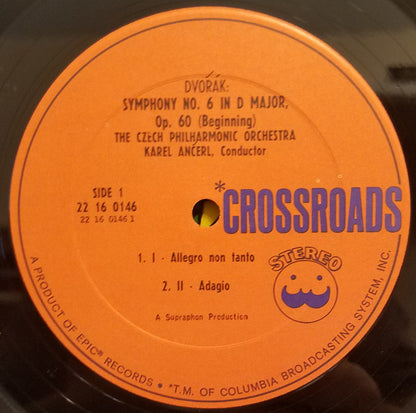 DVOŘÁK:
SYMPHONY NO. 6 IN D MAJOR,
Op. 60 (Beginning)
THE CZECH PHILHARMONIC ORCHESTRA
KAREL ANČERL, Conductor
SIDE 1
22 16 0146
22 16 0146 1
*CROSSROADS
1. I - Allegro non tanto
2. II - Adagio
STEREO
A Supraphon Production
A PRODUCT OF EPIC® RECORDS • *T.M. OF COLUMBIA BROADCASTING SYSTEM, INC.